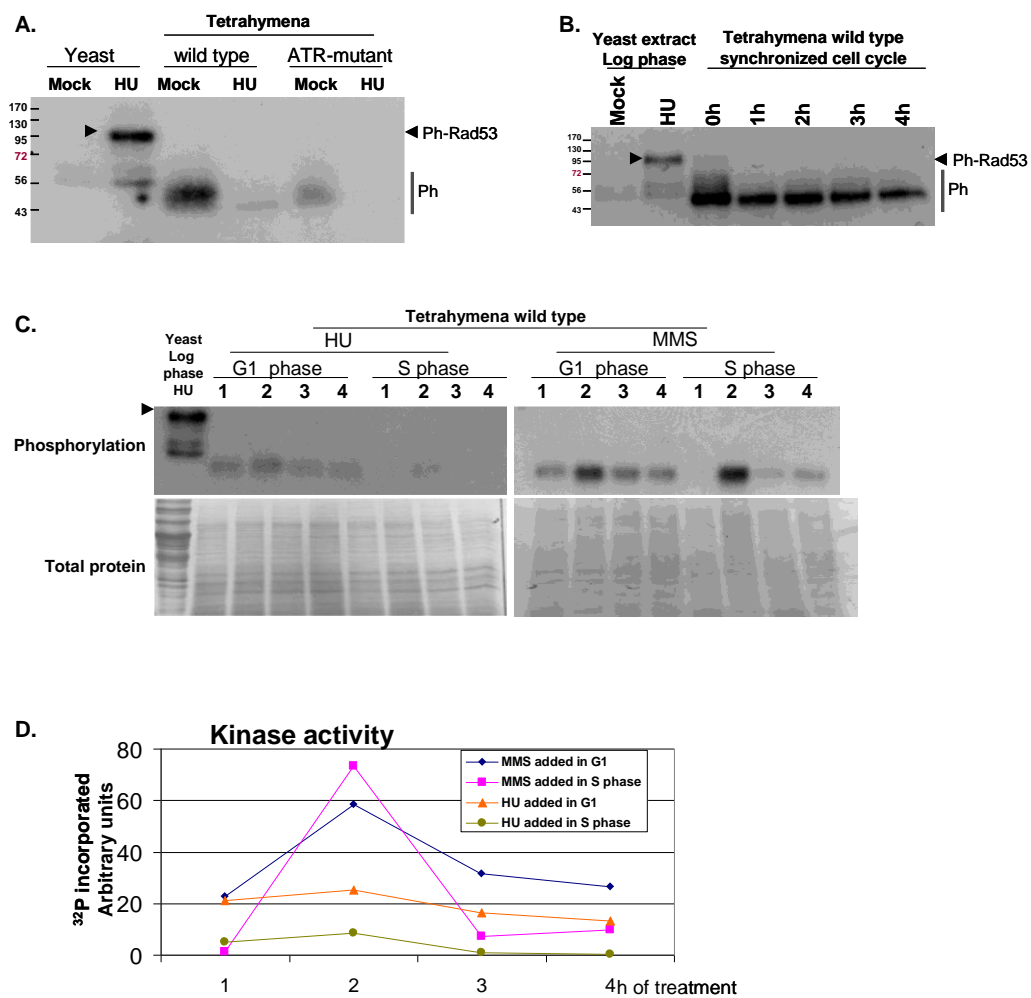 A.
Tetrahymena
Yeast
wild type
ATR-mutant
Mock HU Mock HU Mock HU
170
130
95
72
56
43
Ph-Rad53
Ph
B.
Yeast extract
Log phase
Tetrahymena wild type
synchronized cell cycle
Mock HU 0h 1h 2h 3h 4h
170
130
95
72
56
43
Ph-Rad53
Ph
C.
Tetrahymena wild type
Yeast
Log
phase
HU
HU
MMS
G1 phase S phase G1 phase S phase
1 2 3 4 1 2 3 4 1 2 3 4 1 2 3 4
Phosphorylation
Total protein
D.
Kinase activity
32P incorporated
Arbitrary units
80
60
40
20
0
MMS added in G1
MMS added in S phase
HU added in G1
HU added in S phase
1 2 3 4h of treatment